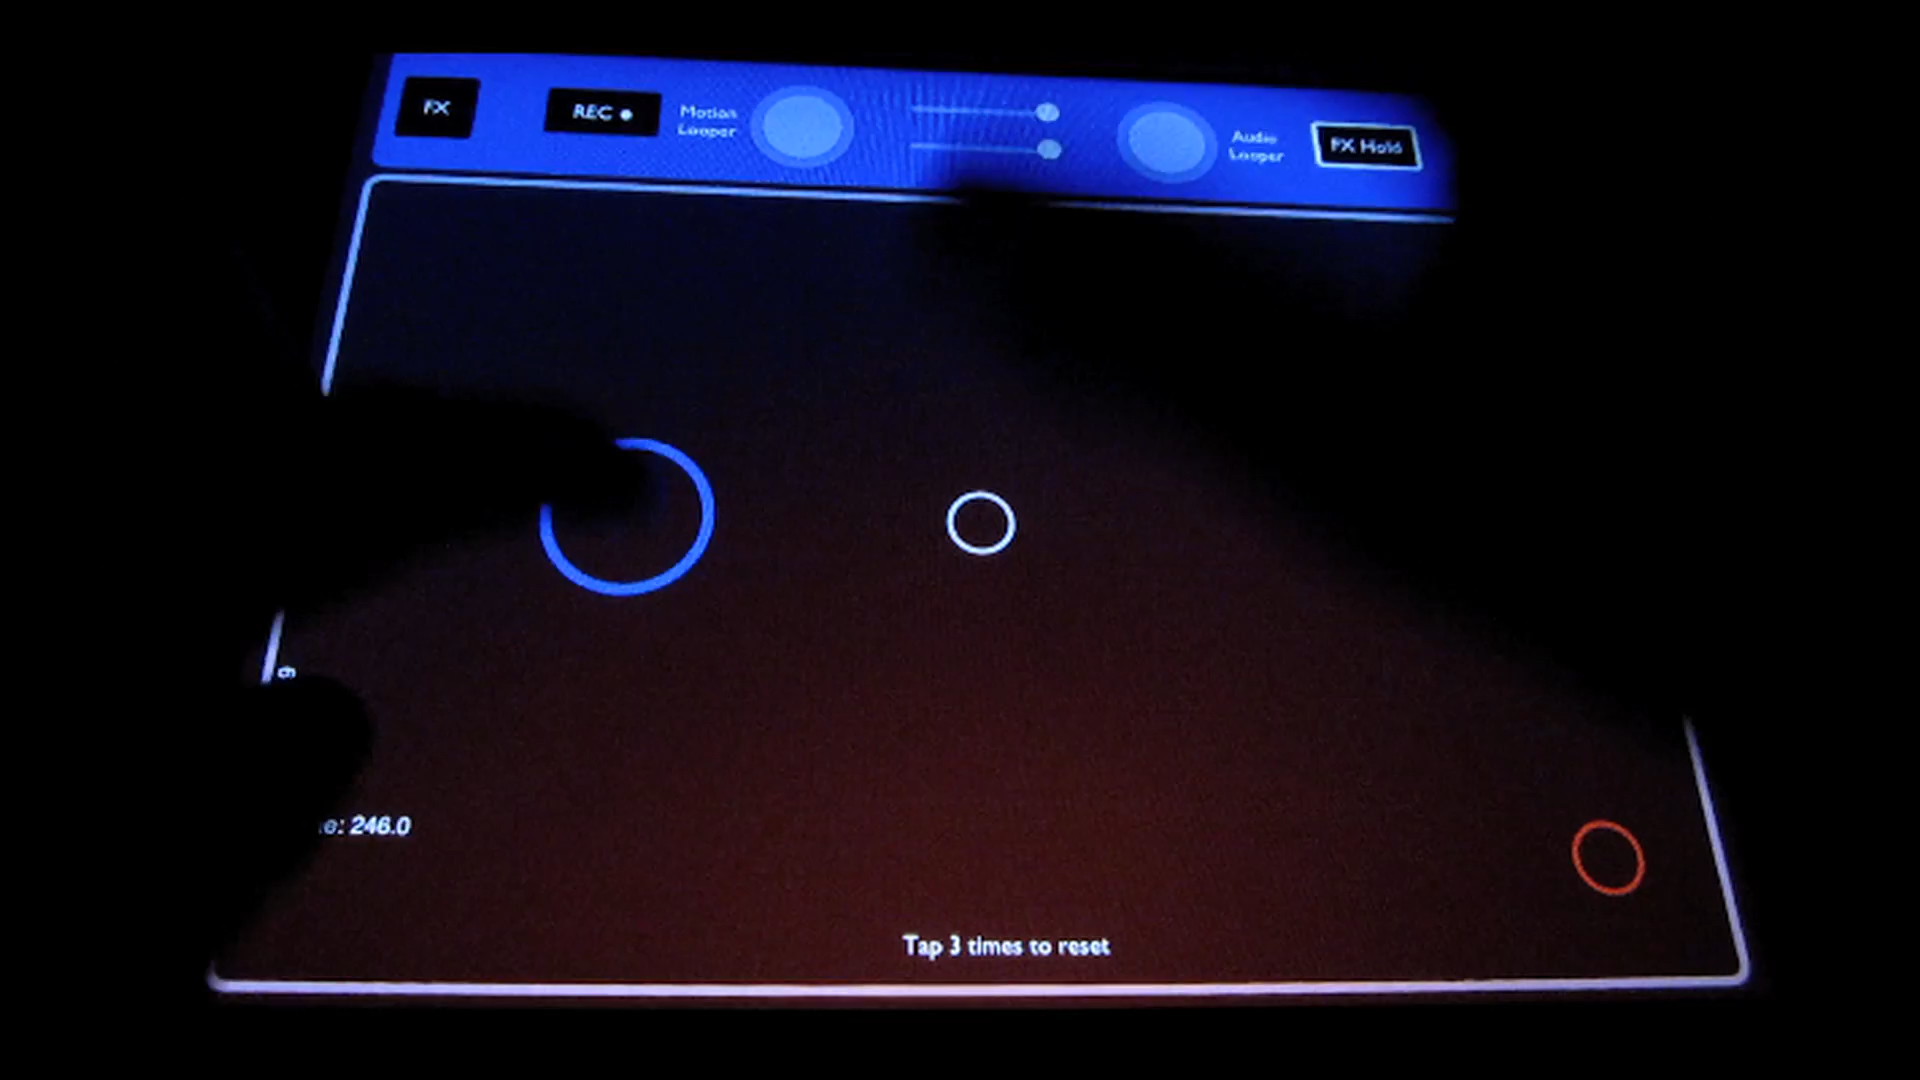 FX
REC
Motion
Looper
Audio
Looper
FX Hold
e: 246.0
Tap 3 times to reset